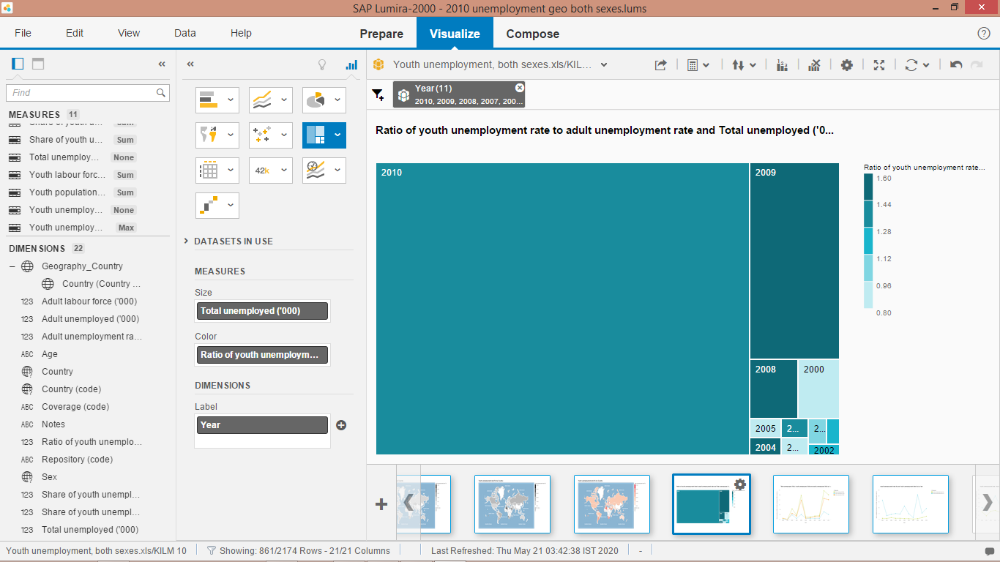 SAP Lumira-2000 - 2010 unemployment geo both sexes.lums
File Edit View Data Help
Prepare Visualize Compose
Youth unemployment, both sexes.xls/KIL...
Find
Year(11)
2010, 2009, 2008, 2007, 200...
MEASURES 11
Share of youth u... Sum
Share of youth u... Sum
Total unemploy... None
Youth labour forc... Sum
Youth population... Sum
Youth unemploy... None
Youth unemploy... Max
DIMENSIONS 22
Geography_Country
Country (Country ...
123 Adult labour force ('000)
123 Adult unemployed ('000)
123 Adult unemployment ra...
ABC Age
Country
Country (code)
ABC Coverage (code)
ABC Notes
123 Ratio of youth unemplo...
ABC Repository (code)
Sex
123 Share of youth unempl...
123 Share of youth unempl...
123 Total unemployed ('000)
42k
DATASETS IN USE
MEASURES
Size
Total unemployed ('000)
Color
Ratio of youth unemploym...
DIMENSIONS
Label
Year
Ratio of youth unemployment rate to adult unemployment rate and Total unemployed ('0...
2010
2009
2008
2000
2005
2...
2...
2004
2...
2002
Ratio of youth unemployment rate...
1.60
1.44
1.28
1.12
0.96
0.80
Youth unemployment, both sexes.xls/KILM 10
Showing: 861/2174 Rows - 21/21 Columns
Last Refreshed: Thu May 21 03:42:38 IST 2020
-